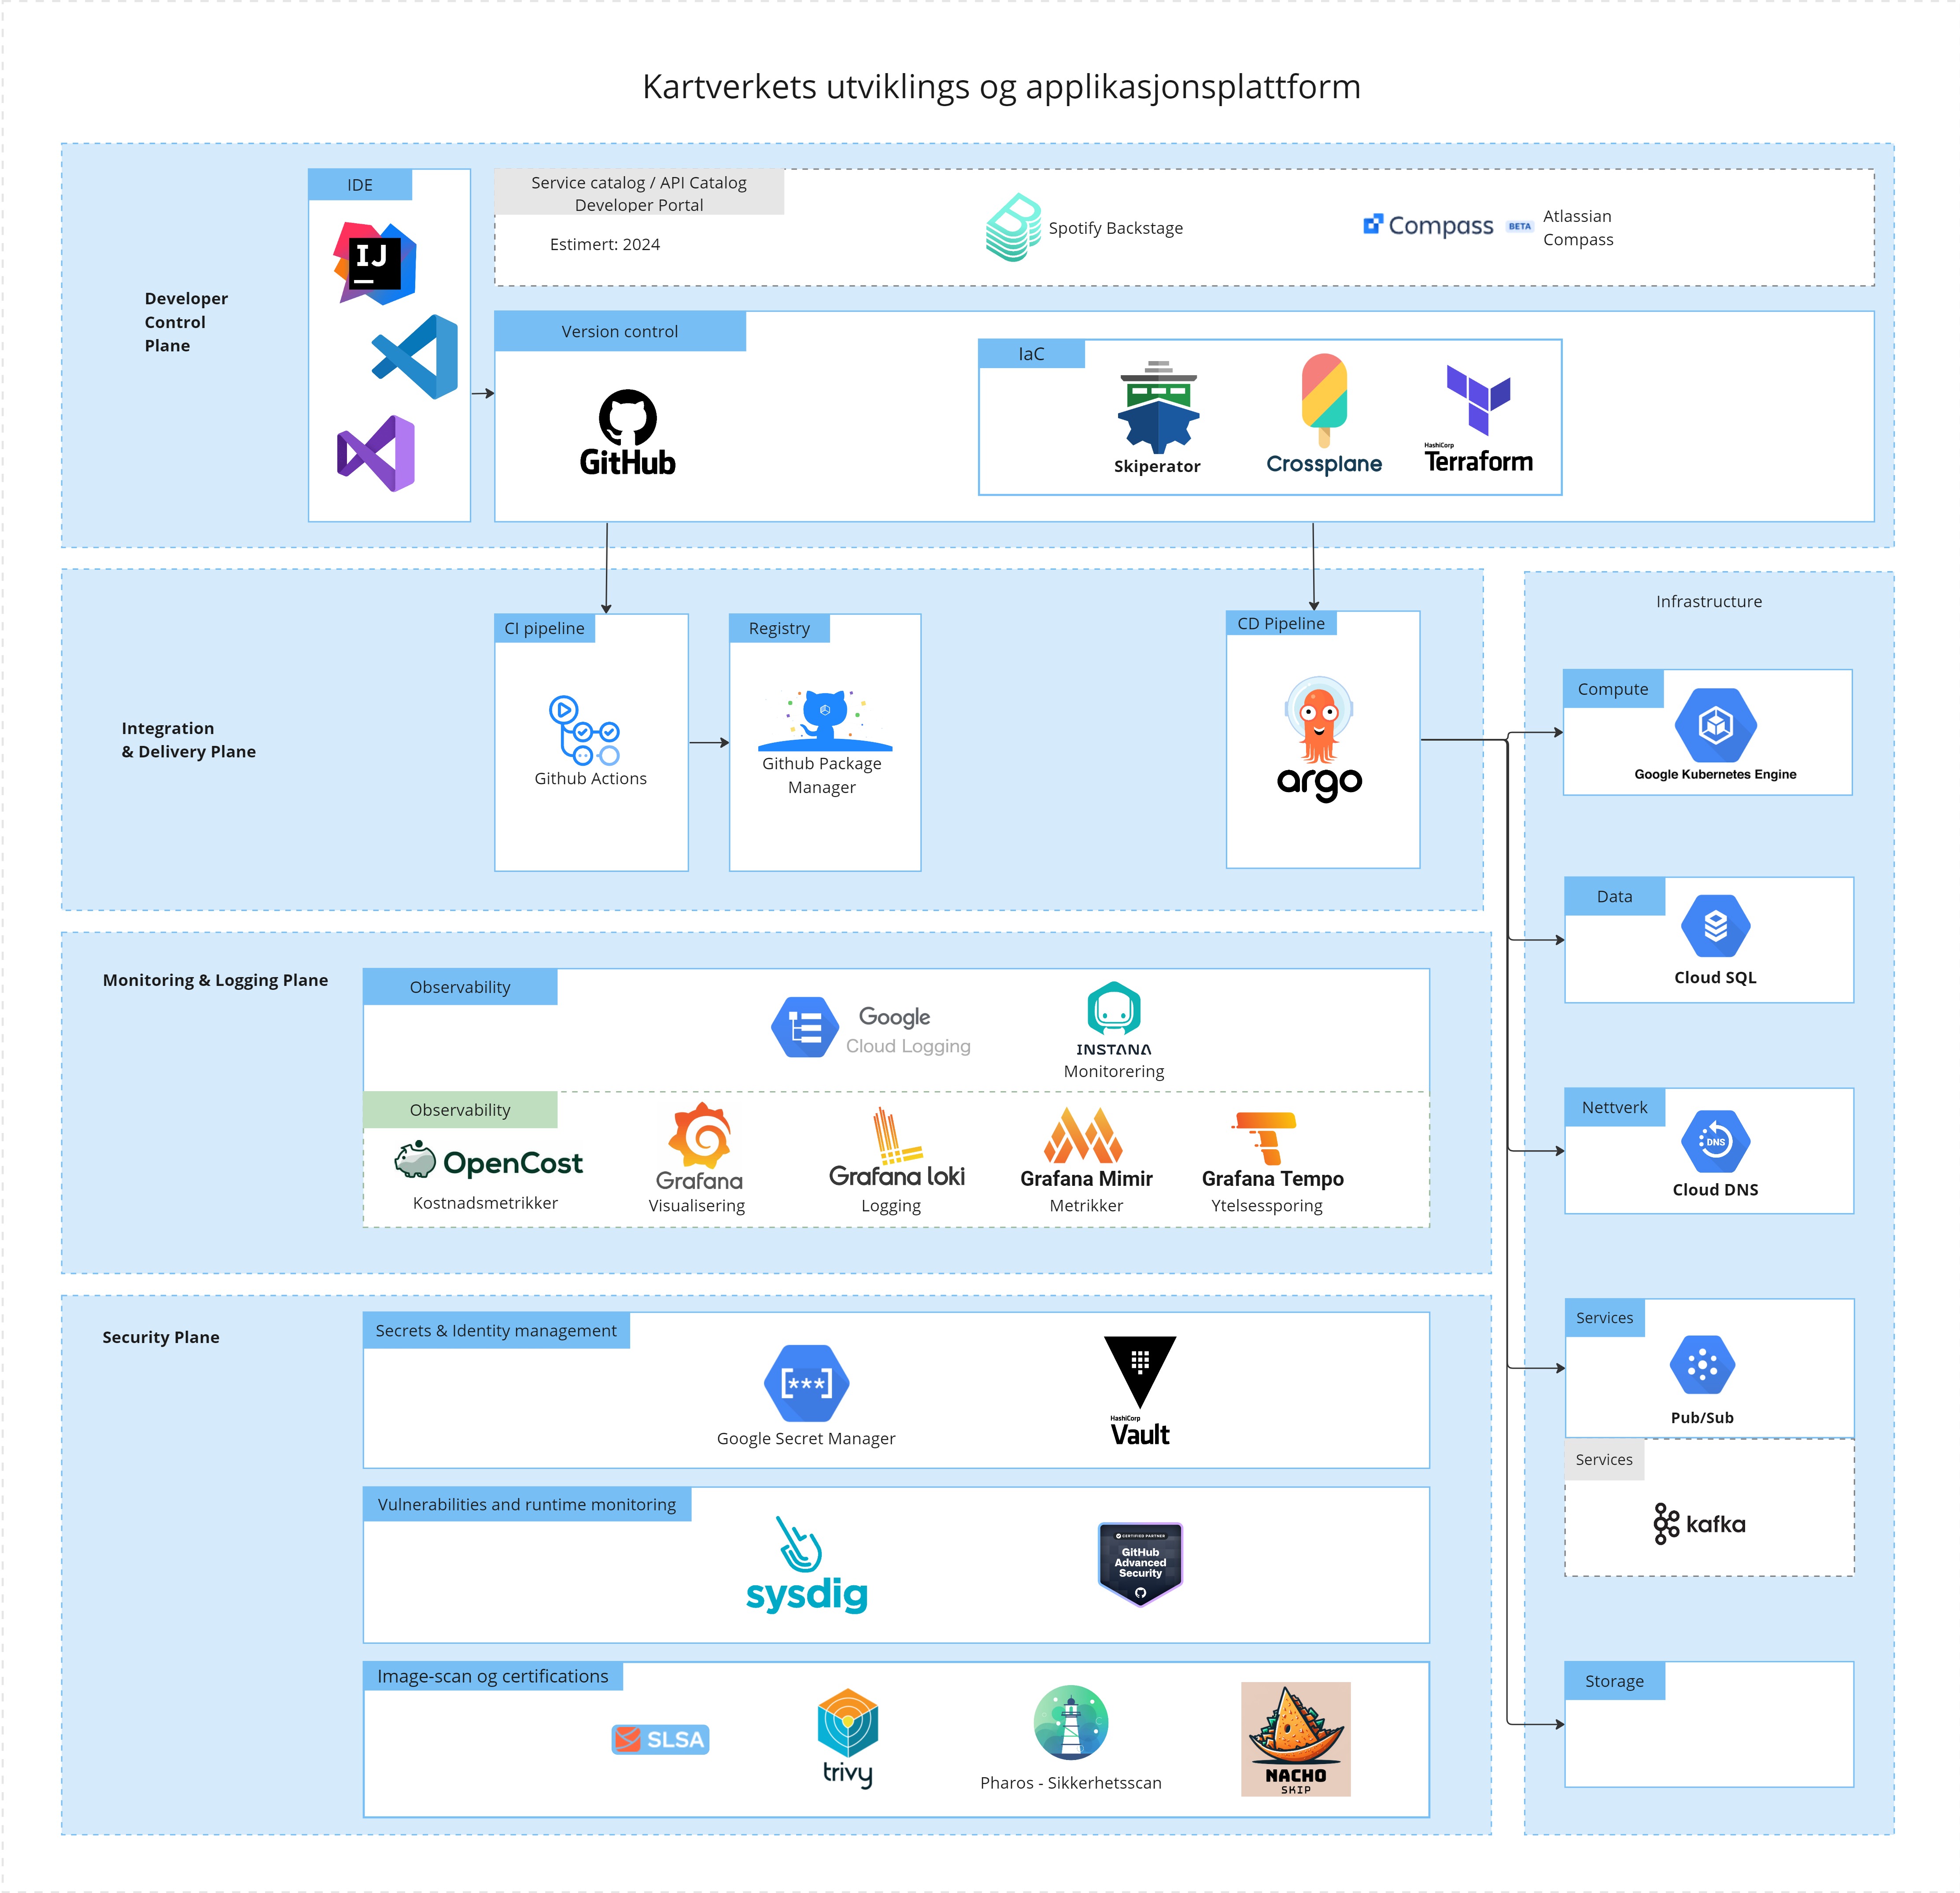 Kartverkets utviklings og applikasjonsplattform
Developer
Control
Plane
IDE
IJ
Service catalog / API Catalog
Developer Portal
Estimert: 2024
Spotify Backstage
Compass BETA
Atlassian
Compass
Version control
GitHub
IaC
Skiperator
Crossplane
HashiCorp
Terraform
Integration
& Delivery Plane
CI pipeline
Github Actions
Registry
Github Package
Manager
CD Pipeline
argo
Infrastructure
Compute
Google Kubernetes Engine
Data
Cloud SQL
Nettverk
DNS
Cloud DNS
Services
Pub/Sub
Services
kafka
Storage
Monitoring & Logging Plane
Observability
Google
Cloud Logging
INSTANA
Monitorering
Observability
OpenCost
Kostnadsmetrikker
Grafana
Visualisering
Grafana loki
Logging
Grafana Mimir
Metrikker
Grafana Tempo
Ytelsessporing
Security Plane
Secrets & Identity management
[***]
Google Secret Manager
HashiCorp
Vault
Vulnerabilities and runtime monitoring
sysdig
CERTIFIED PARTNER
GitHub
Advanced
Security
Image-scan og certifications
SLSA
trivy
Pharos - Sikkerhetsscan
NACHO
SKIP